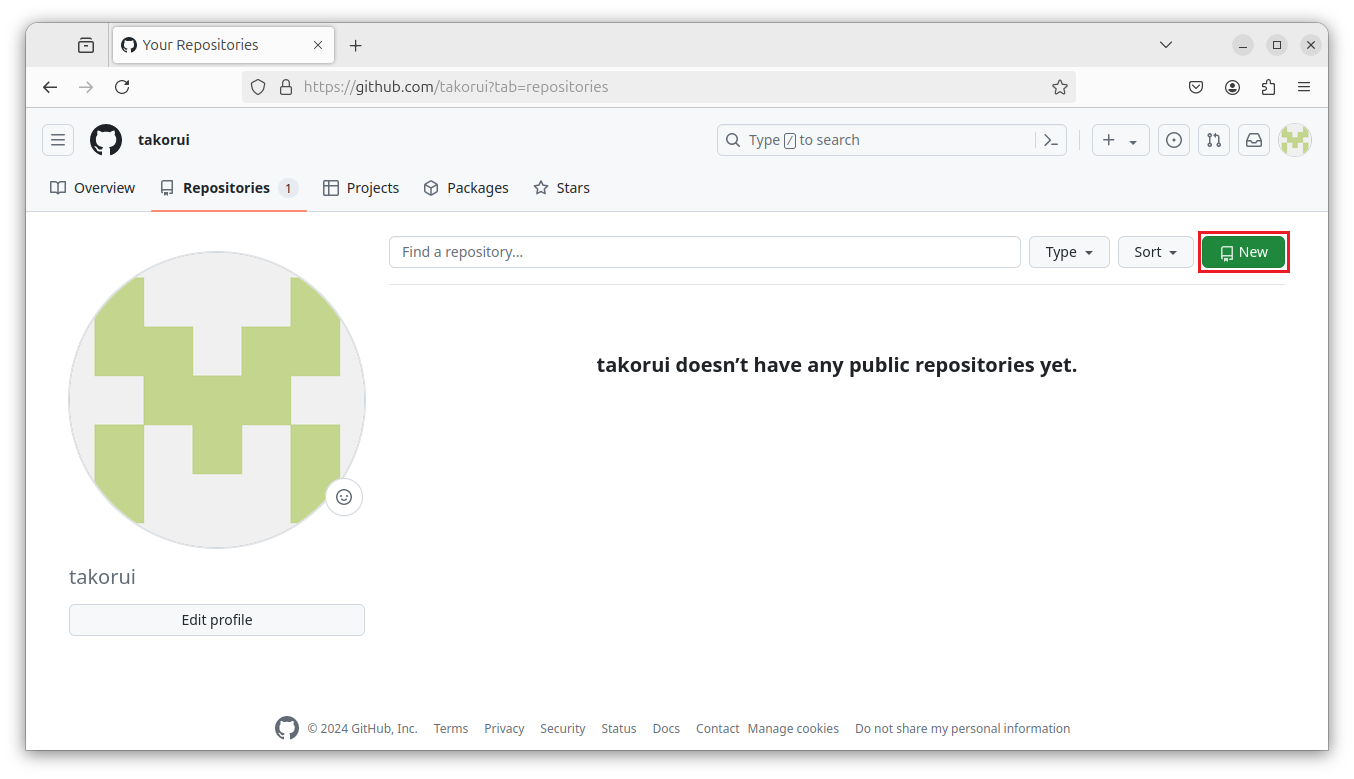 Your Repositories
https://github.com/takorui?tab=repositories
takorui
Type / to search
Overview Repositories 1 Projects Packages Stars
Find a repository… Type Sort New
takorui doesn’t have any public repositories yet.
takorui
Edit profile
© 2024 GitHub, Inc. Terms Privacy Security Status Docs Contact Manage cookies Do not share my personal information